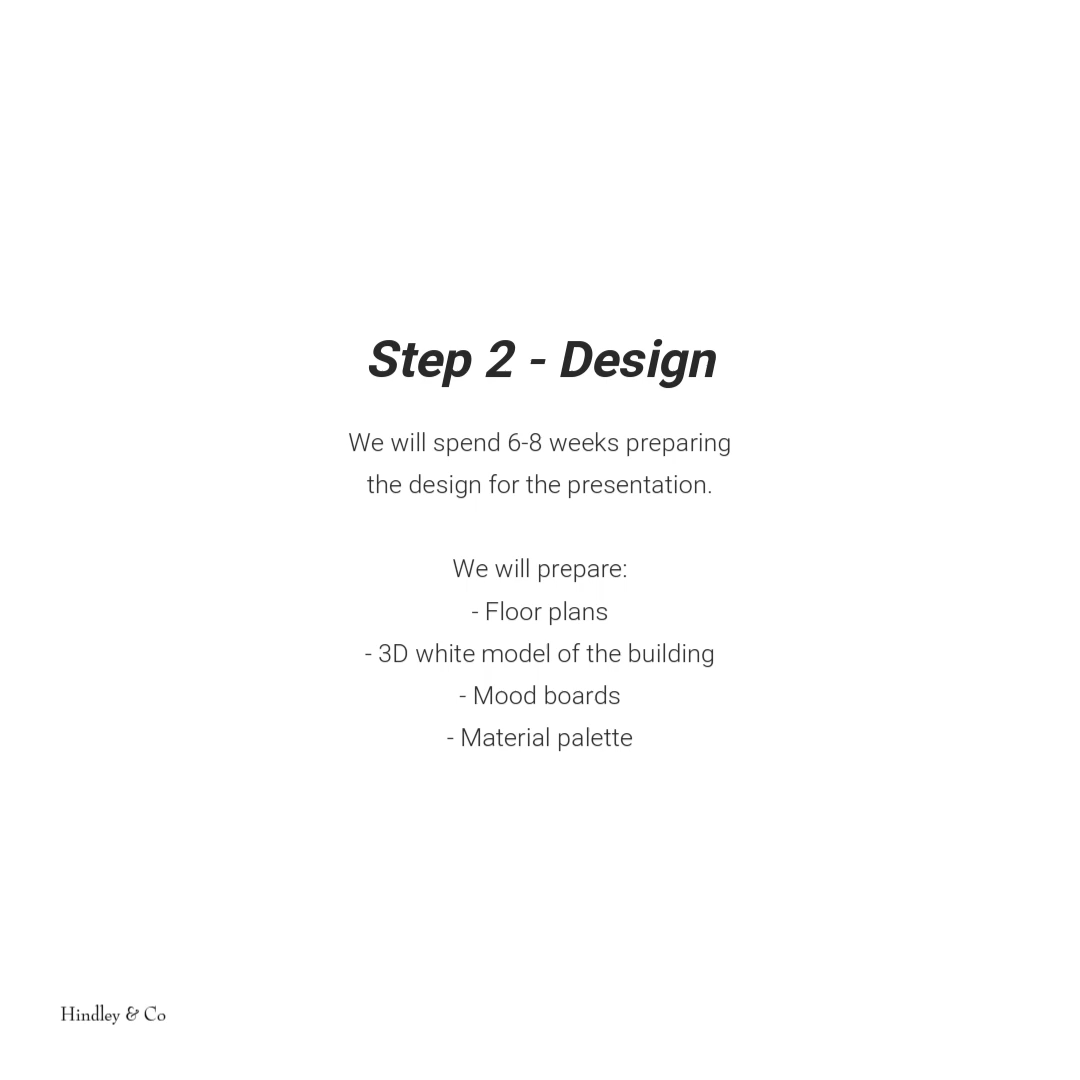 Step 2 - Design
We will spend 6-8 weeks preparing
the design for the presentation.
We will prepare:
- Floor plans
- 3D white model of the building
- Mood boards
- Material palette
Hindley & Co